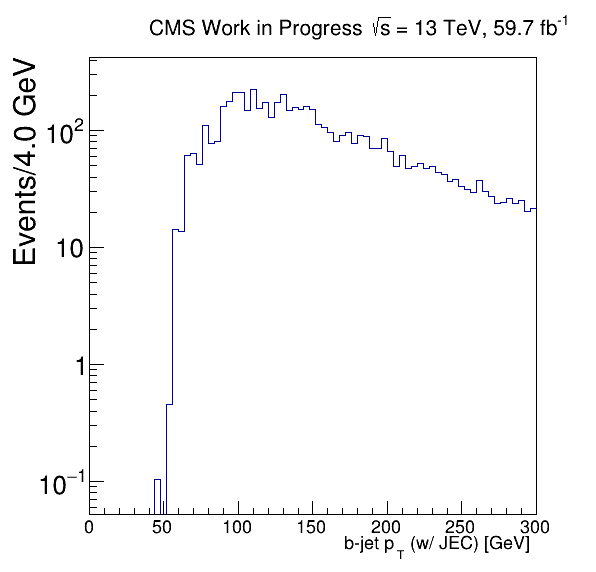 CMS Work in Progress √s = 13 TeV, 59.7 fb⁻¹
Events/4.0 GeV
10²
10
1
10⁻¹
0 50 100 150 200 250 300
b-jet p_T (w/ JEC) [GeV]